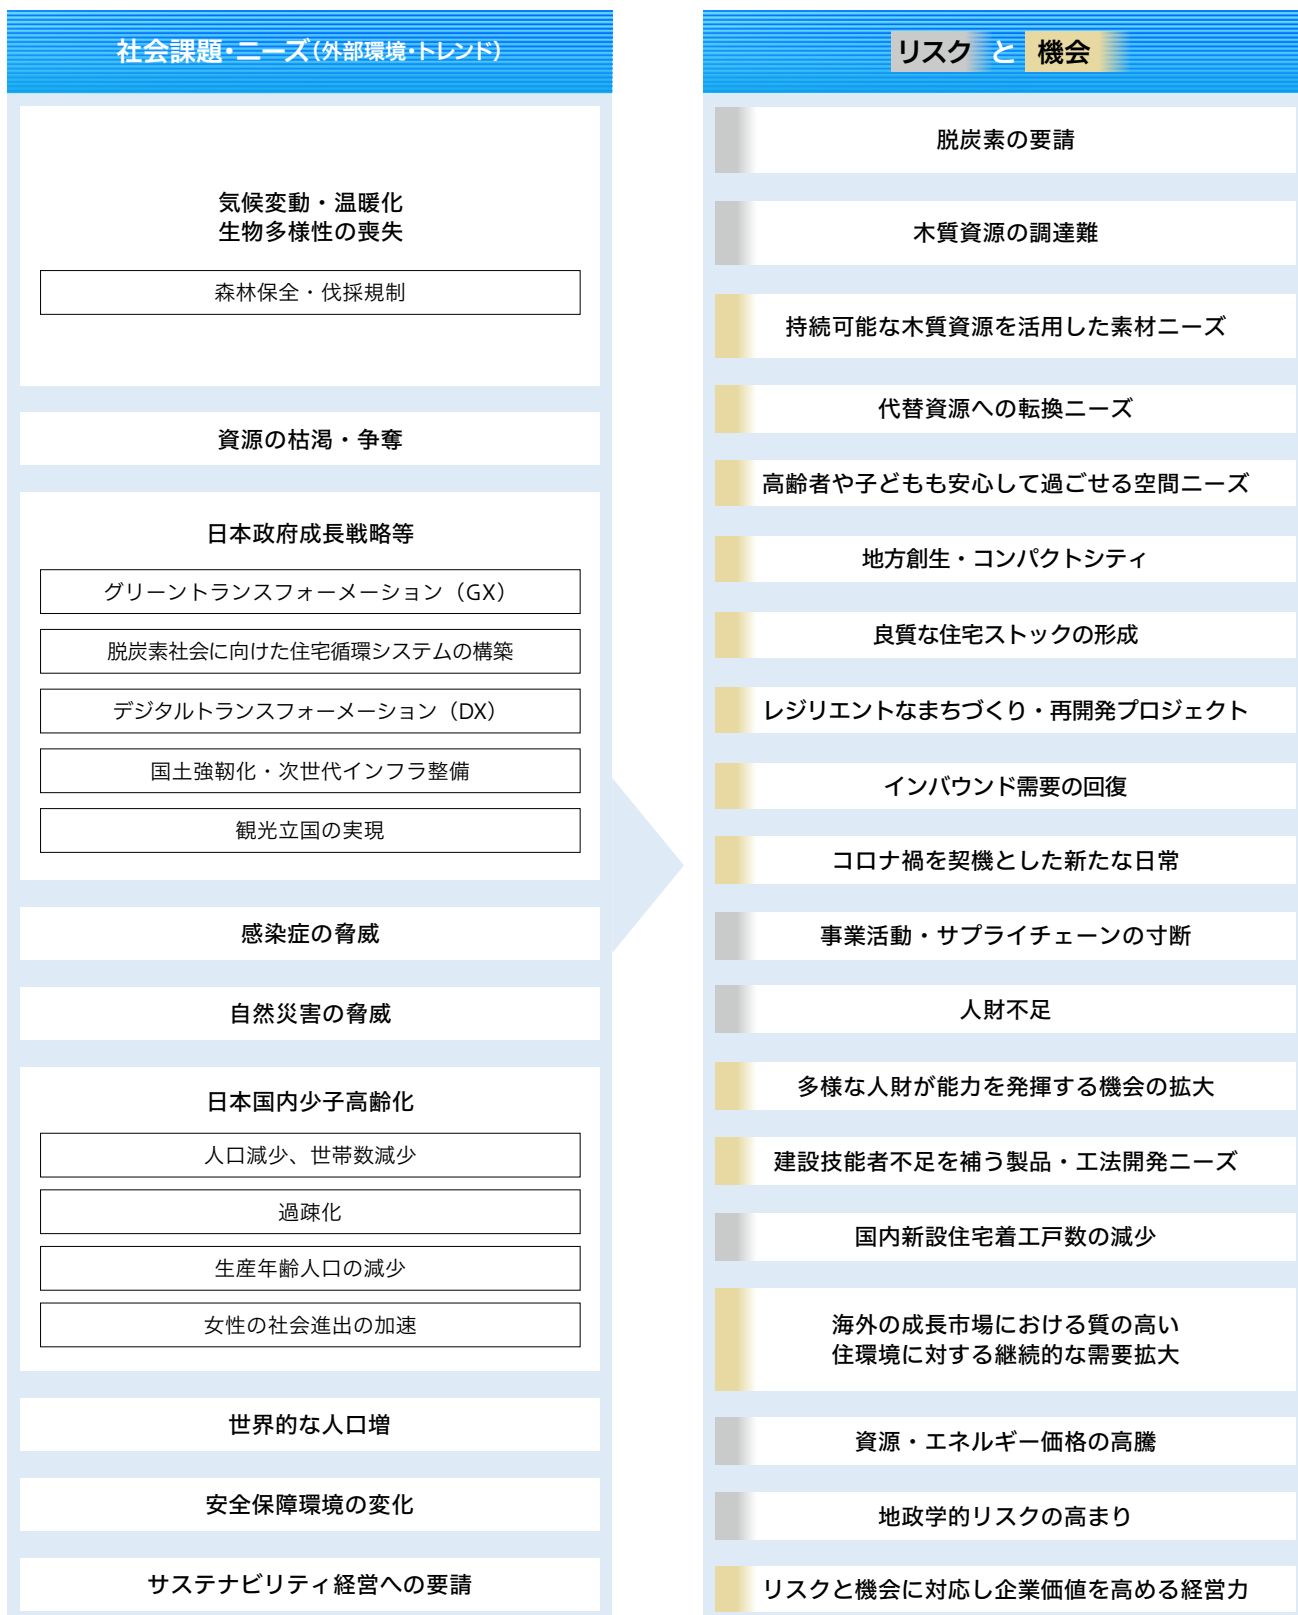 社会課題・ニーズ（外部環境・トレンド）
気候変動・温暖化
生物多様性の喪失
森林保全・伐採規制
資源の枯渇・争奪
日本政府成長戦略等
グリーントランスフォーメーション（GX）
脱炭素社会に向けた住宅循環システムの構築
デジタルトランスフォーメーション（DX）
国土強靭化・次世代インフラ整備
観光立国の実現
感染症の脅威
自然災害の脅威
日本国内少子高齢化
人口減少、世帯数減少
過疎化
生産年齢人口の減少
女性の社会進出の加速
世界的な人口増
安全保障環境の変化
サステナビリティ経営への要請
リスク と 機会
脱炭素の要請
木質資源の調達難
持続可能な木質資源を活用した素材ニーズ
代替資源への転換ニーズ
高齢者や子どもも安心して過ごせる空間ニーズ
地方創生・コンパクトシティ
良質な住宅ストックの形成
レジリエントなまちづくり・再開発プロジェクト
インバウンド需要の回復
コロナ禍を契機とした新たな日常
事業活動・サプライチェーンの寸断
人財不足
多様な人財が能力を発揮する機会の拡大
建設技能者不足を補う製品・工法開発ニーズ
国内新設住宅着工戸数の減少
海外の成長市場における質の高い
住環境に対する継続的な需要拡大
資源・エネルギー価格の高騰
地政学的リスクの高まり
リスクと機会に対応し企業価値を高める経営力